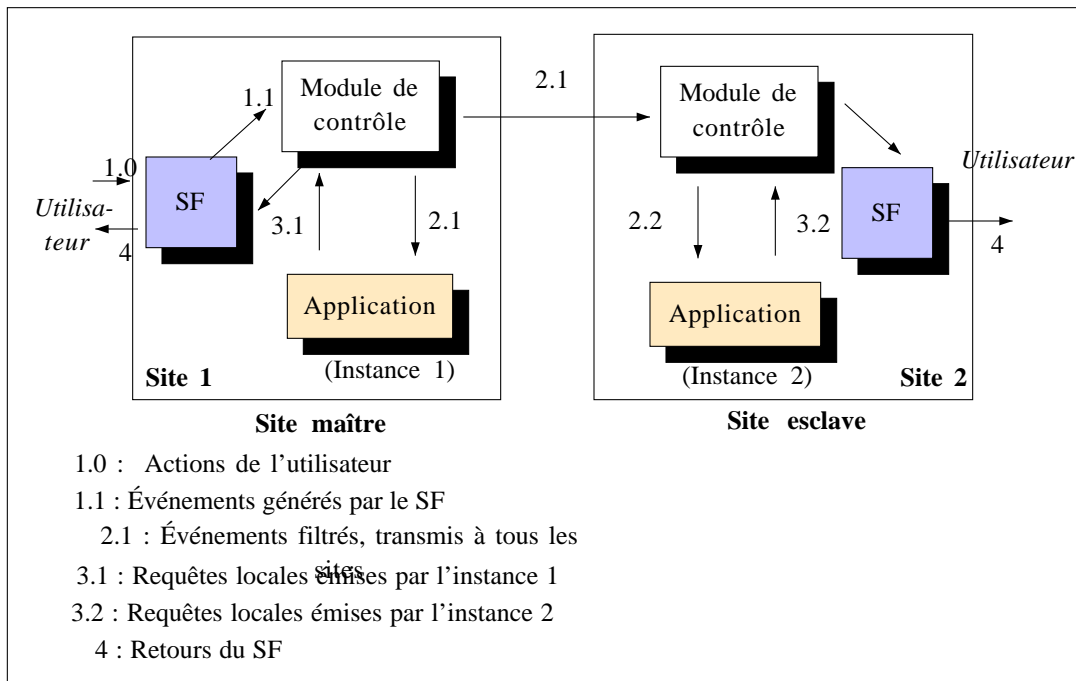 Module de
contrôle
1.1
2.1
Module de
contrôle
1.0
SF
Utilisa-
teur
4
3.1
2.1
2.2
3.2
SF
Utilisateur
4
Application
(Instance 1)
Application
(Instance 2)
Site 1
Site 2
Site maître
Site esclave
1.0 : Actions de l'utilisateur
1.1 : Événements générés par le SF
2.1 : Événements filtrés, transmis à tous les
sites
3.1 : Requêtes locales émises par l'instance 1
3.2 : Requêtes locales émises par l'instance 2
4 : Retours du SF